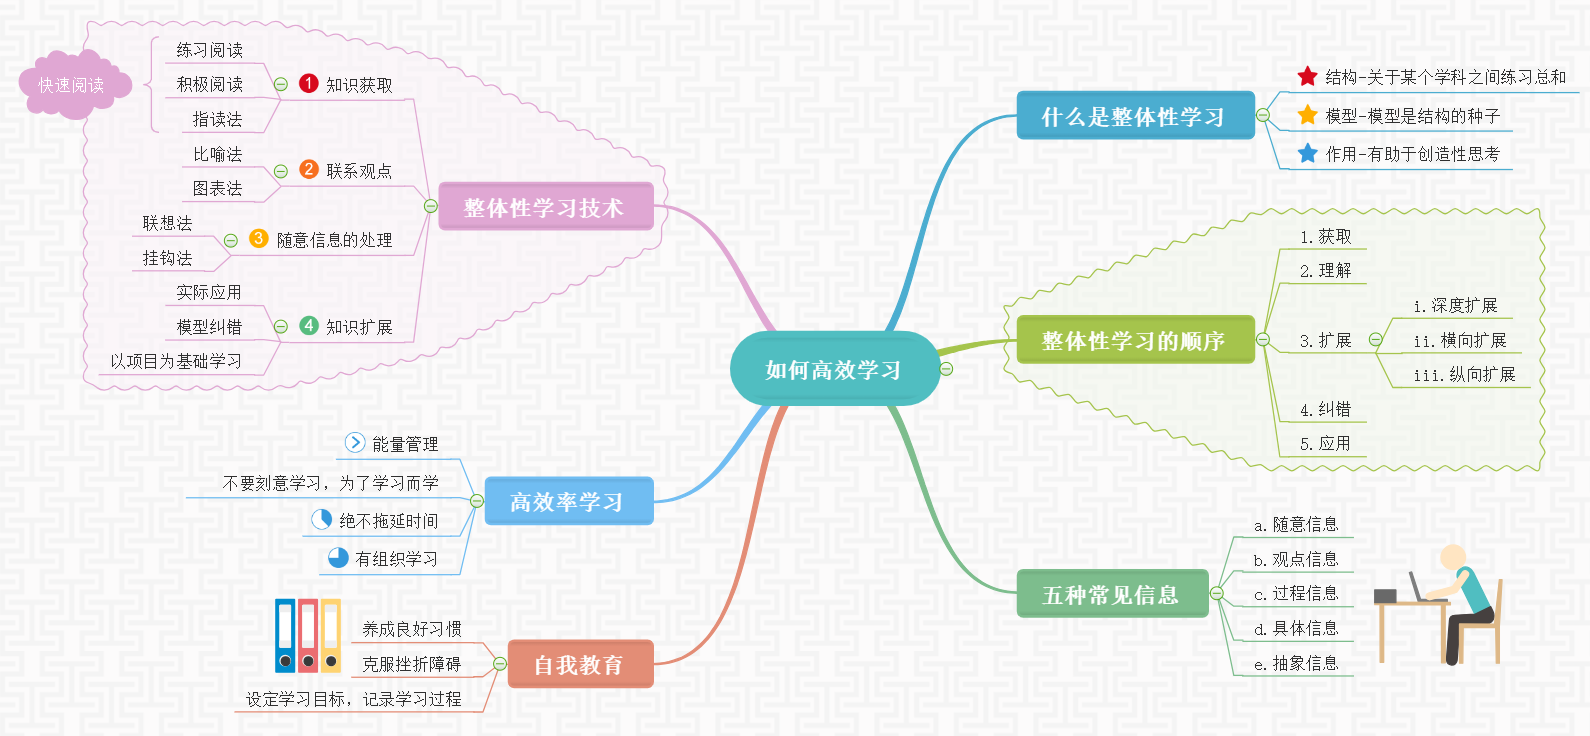 如何高效学习
什么是整体性学习
结构-关于某个学科之间练习总和
模型-模型是结构的种子
作用-有助于创造性思考
整体性学习的顺序
1.获取
2.理解
3.扩展
i.深度扩展
ii.横向扩展
iii.纵向扩展
4.纠错
5.应用
五种常见信息
a.随意信息
b.观点信息
c.过程信息
d.具体信息
e.抽象信息
整体性学习技术
1 知识获取
练习阅读
积极阅读
指读法
快速阅读
2 联系观点
比喻法
图表法
3 随意信息的处理
联想法
挂钩法
4 知识扩展
实际应用
模型纠错
以项目为基础学习
高效率学习
能量管理
不要刻意学习，为了学习而学
绝不拖延时间
有组织学习
自我教育
养成良好习惯
克服挫折障碍
设定学习目标，记录学习过程